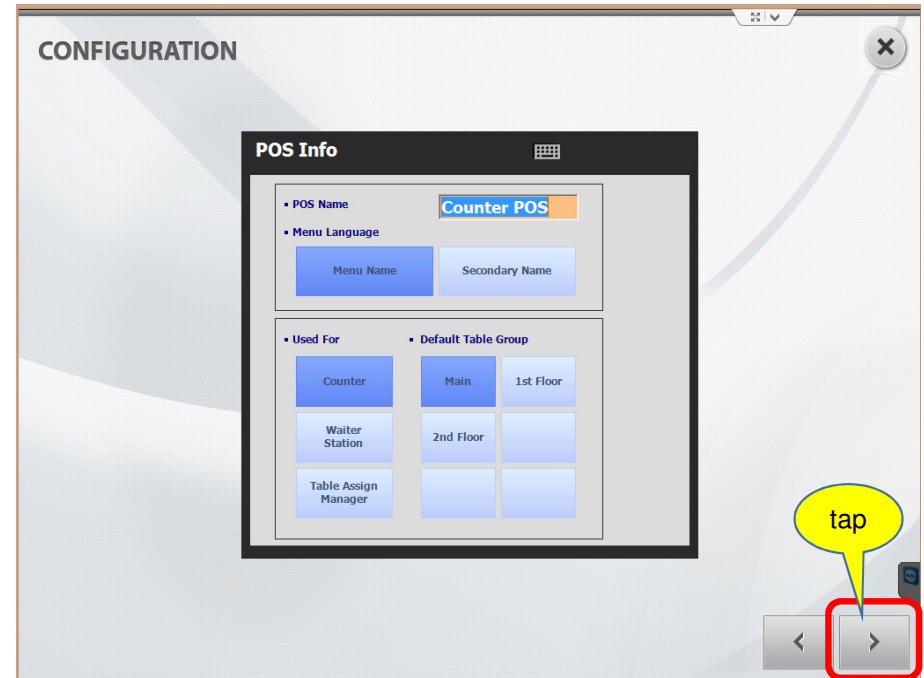 CONFIGURATION
POS Info
▪ POS Name
Counter POS
▪ Menu Language
Menu Name
Secondary Name
▪ Used For
▪ Default Table Group
Counter
Main
1st Floor
Waiter
Station
2nd Floor
Table Assign
Manager
tap